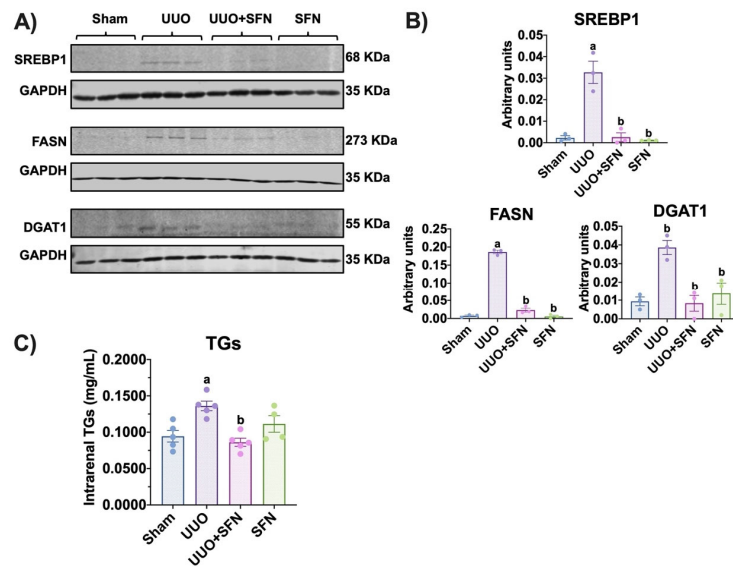 A)
Sham UUO UUO+SFN SFN
SREBP1 68 KDa
GAPDH 35 KDa
FASN 273 KDa
GAPDH 35 KDa
DGAT1 55 KDa
GAPDH 35 KDa
B)
SREBP1
Arbitrary units
0.05
0.04
0.03
0.02
0.01
0.00
a
b
b
Sham UUO UUO+SFN SFN
FASN
Arbitrary units
0.25
0.20
0.15
0.10
0.05
0.00
a
b
b
Sham UUO UUO+SFN SFN
DGAT1
Arbitrary units
0.05
0.04
0.03
0.02
0.01
0.00
b
b
b
Sham UUO UUO+SFN SFN
C)
TGs
Intrarenal TGs (mg/mL)
0.2000
0.1500
0.1000
0.0500
0.0000
a
b
Sham UUO UUO+SFN SFN